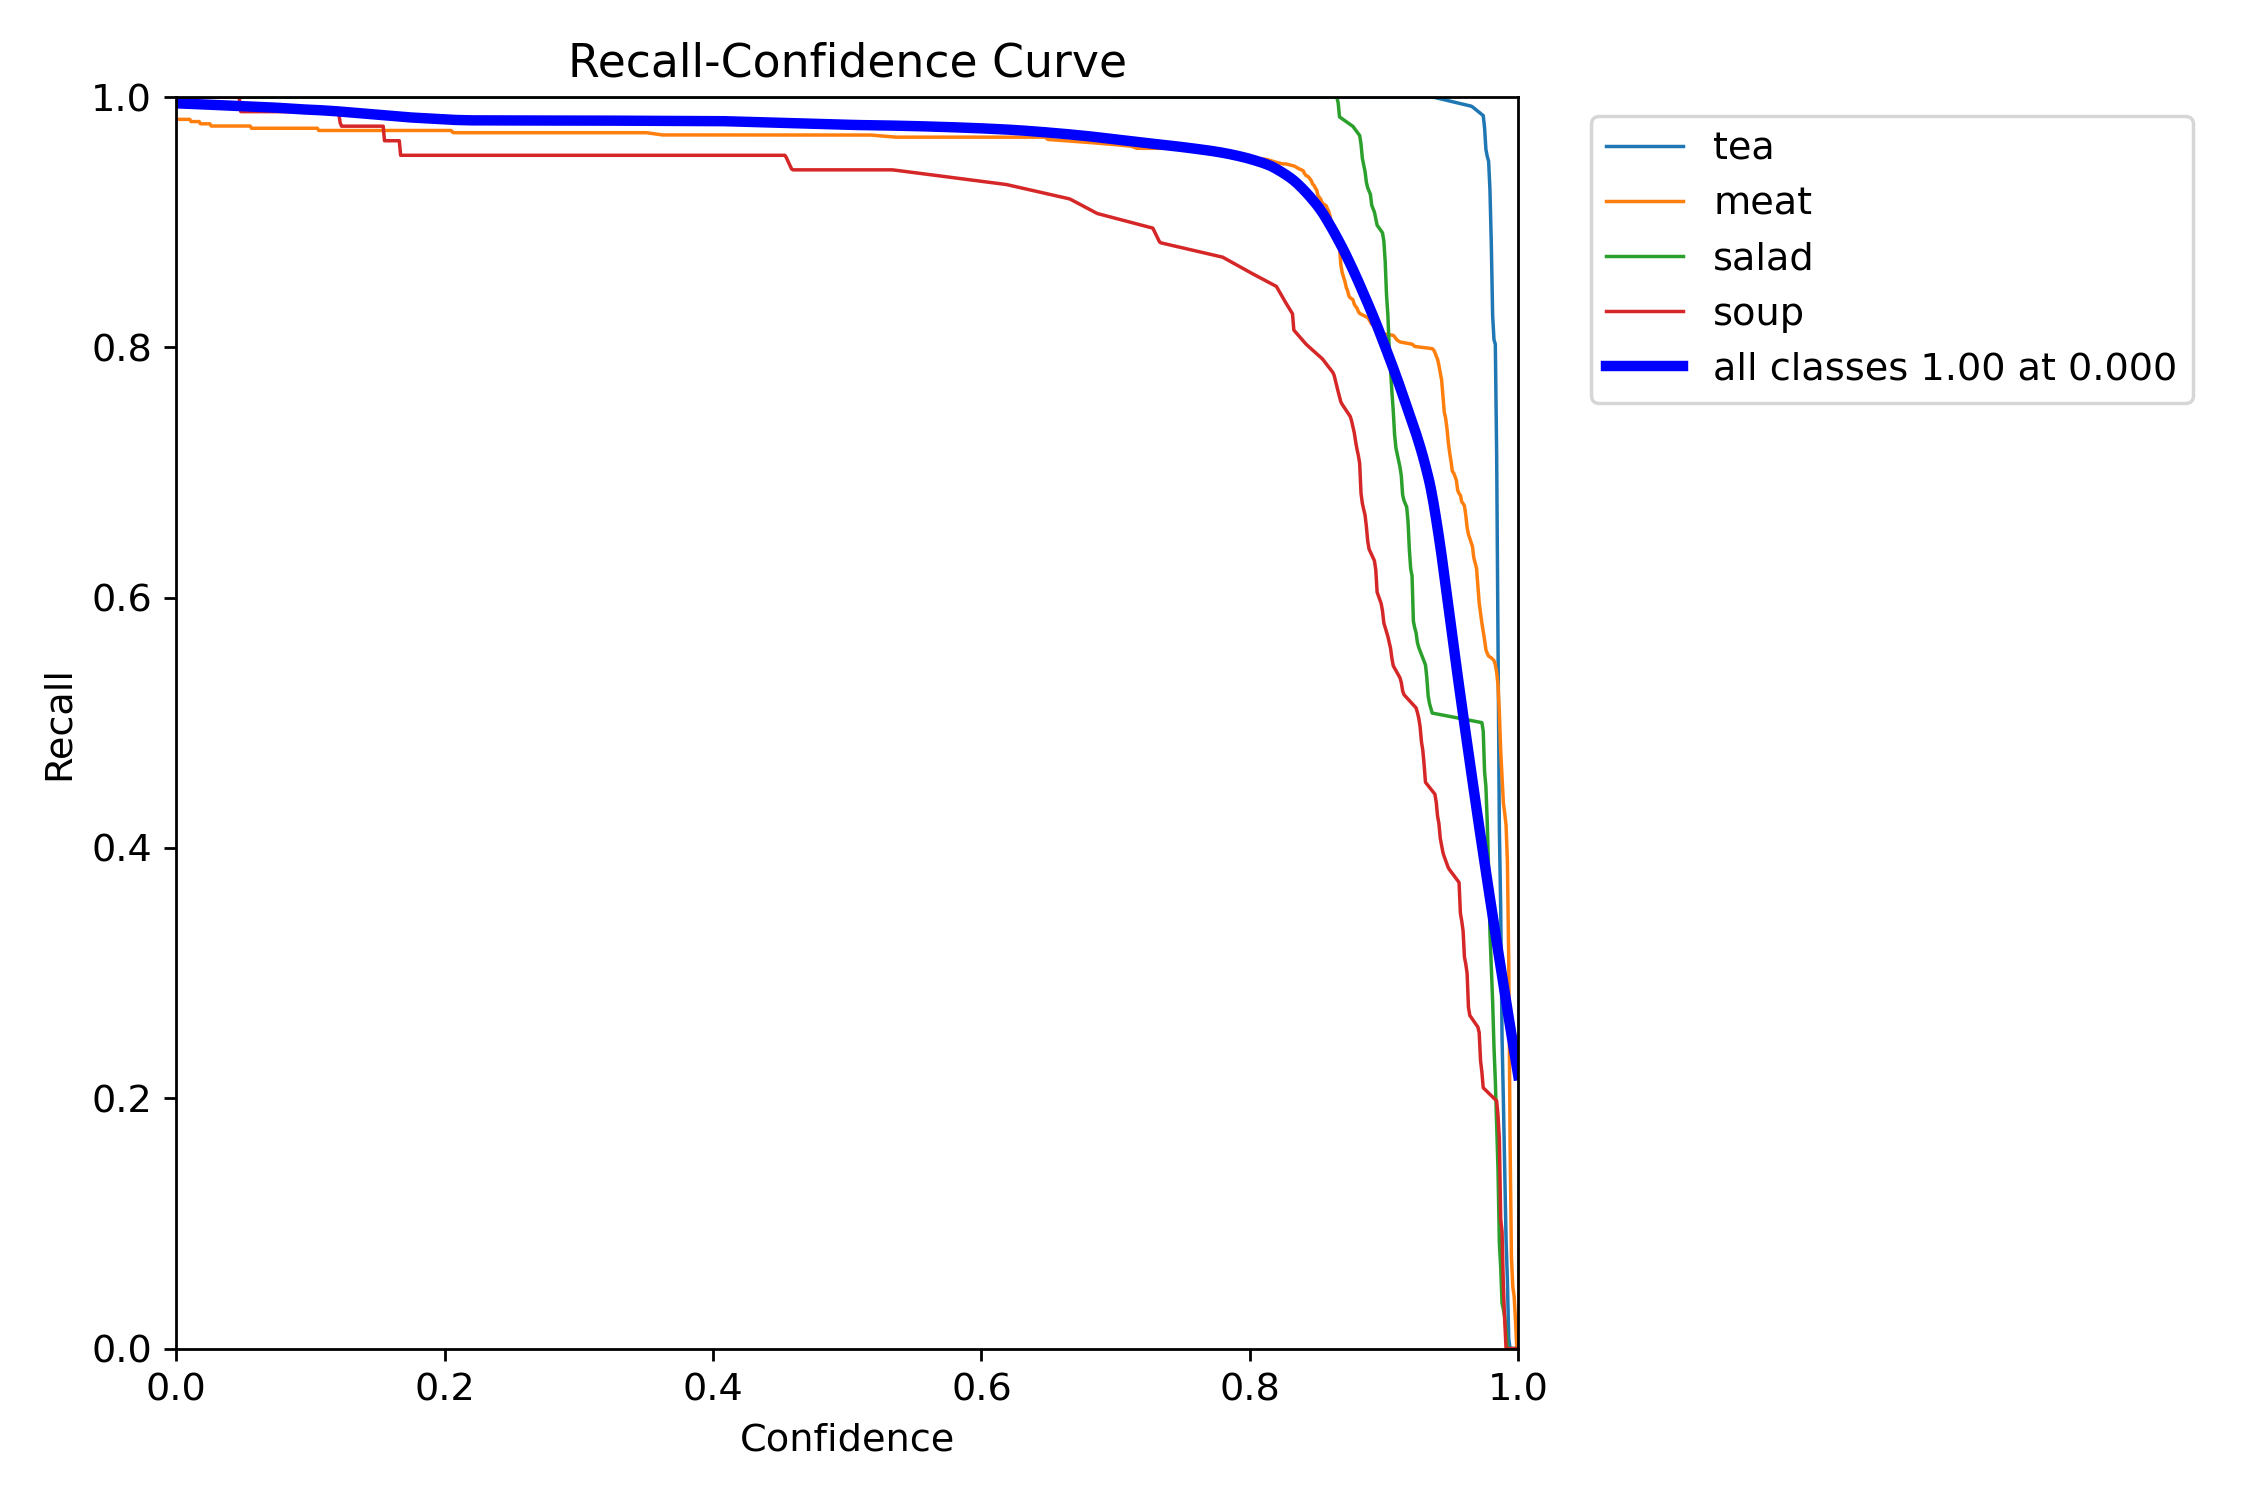 Recall-Confidence Curve
1.0
0.8
0.6
0.4
0.2
0.0
Recall
0.0 0.2 0.4 0.6 0.8 1.0
Confidence
tea
meat
salad
soup
all classes 1.00 at 0.000